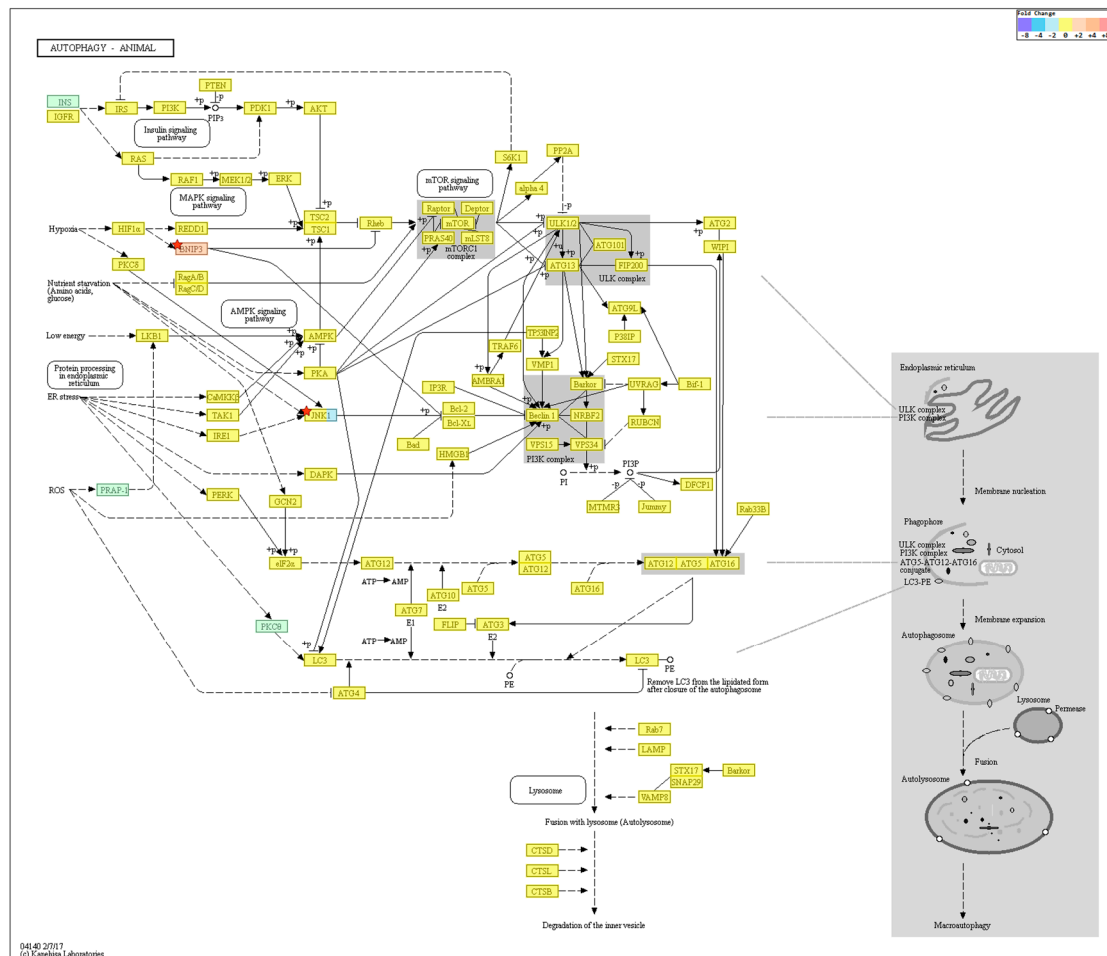 Fold Change
-8 -4 -2 0 +2 +4
AUTOPHAGY - ANIMAL
INS
IGFR
IRS
PI3K
PTEN
-p
+p
PIP3
PDK1
+p
AKT
Insulin signaling
pathway
RAS
RAF1
+p
MEK1/2
+p
ERK
MAPK signaling
pathway
+p
+p
TSC2
TSC1
+p
Rheb
Hypoxia
HIF1α
REDD1
BNIP3
PKCδ
Nutrient starvation
(Amino acids,
glucose)
RagA/B
RagC/D
AMPK signaling
pathway
Low energy
LKB1
+p
AMPK
+p
PKA
Protein processing
in endoplasmic
reticulum
ER stress
CaMKKβ
TAK1
IRE1
JNK1
DAPK
ROS
PRAP-1
PERK
GCN2
+p
+p
eIF2α
mTOR signaling
pathway
Raptor
Deptor
mTOR
PRAS40
mLST8
mTORC1
complex
S6K1
alpha 4
PP2A
-p
ULK1/2
ATG101
ATG13
FIP200
ULK complex
+p
ATG2
WIPI
ATG9L
P38IP
TP53INP2
TRAF6
VMP1
AMBRA1
STX17
Barkor
UVRAG
Bif-1
IP3R
Bcl-2
Bcl-XL
Bad
+p
Beclin 1
NRBF2
RUBCN
VPS15
VPS34
PI3K complex
HMGB1
+p
PI
PI3P
-p
-p
MTMR3
Jummy
DFCP1
Rab33B
ATG12
ATP
AMP
ATG7
E1
ATG10
E2
ATG5
ATG5
ATG12
ATG16
ATG12 ATG5 ATG16
FLIP
ATG3
E2
ATP
AMP
PKCδ
+p
LC3
PE
LC3
PE
ATG4
Remove LC3 from the lipidated form
after closure of the autophagosome
Rab7
LAMP
STX17
SNAP29
Barkor
VAMP8
Lysosome
Fusion with lysosome (Autolysosome)
CTSD
CTSL
CTSB
Degradation of the inner vesicle
Endoplasmic reticulum
ULK complex
PI3K complex
Membrane nucleation
Phagophore
ULK complex
PI3K complex
Cytosol
ATG5-ATG12-ATG16
conjugate
LC3-PE
Membrane expansion
Autophagosome
Lysosome
Permease
Fusion
Autolysosome
Macroautophagy
04140 2/7/17
(c) Kanehisa Laboratories